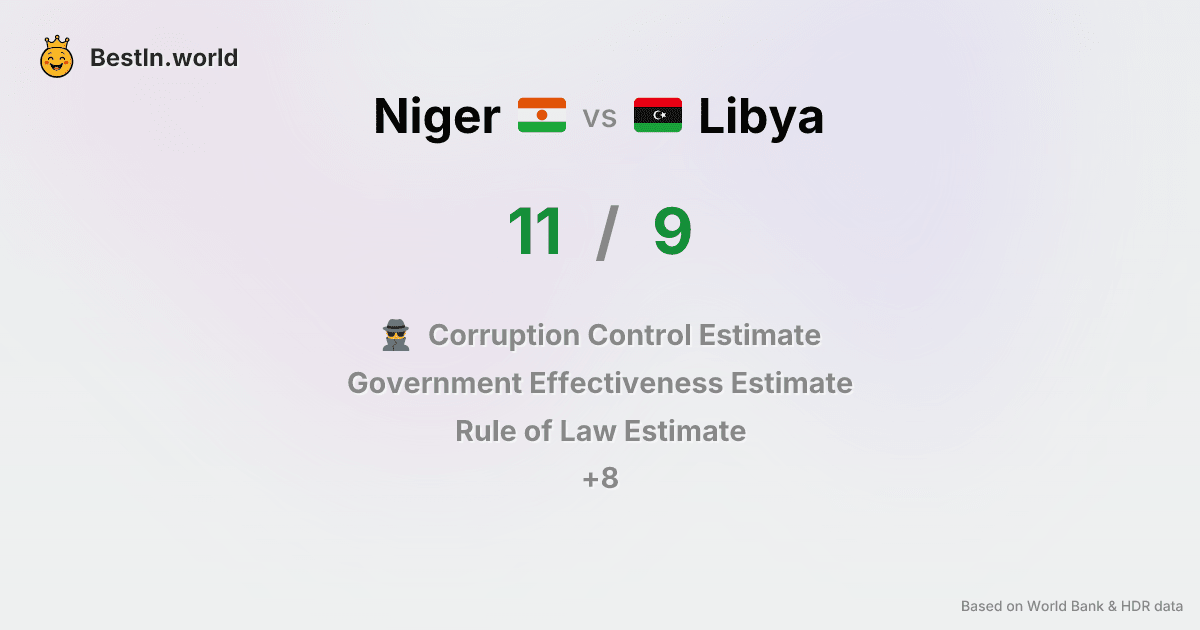 BestIn.world
Niger vs Libya
11 / 9
Corruption Control Estimate
Government Effectiveness Estimate
Rule of Law Estimate
+8
Based on World Bank & HDR data